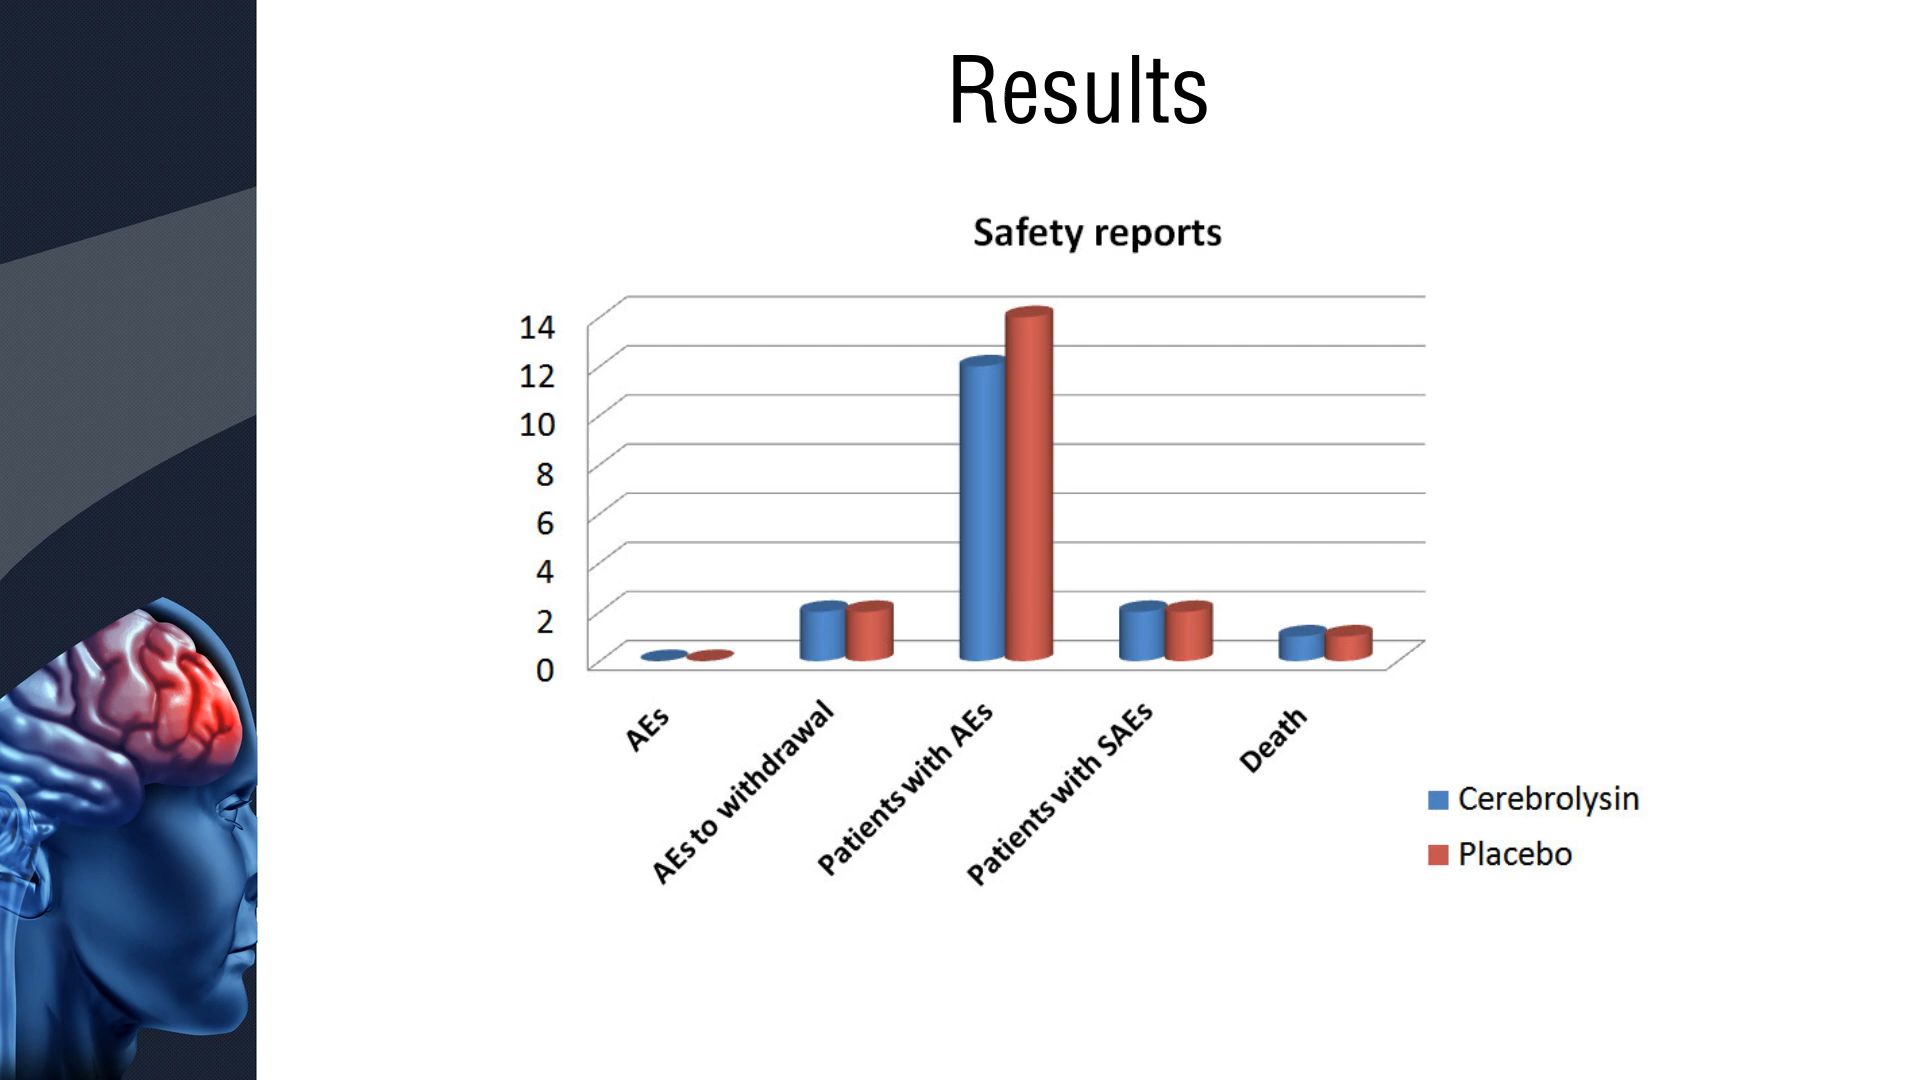 Results
Safety reports
14
12
10
8
6
4
2
0
AEs
AEs to withdrawal
Patients with AEs
Patients with SAEs
Death
Cerebrolysin
Placebo